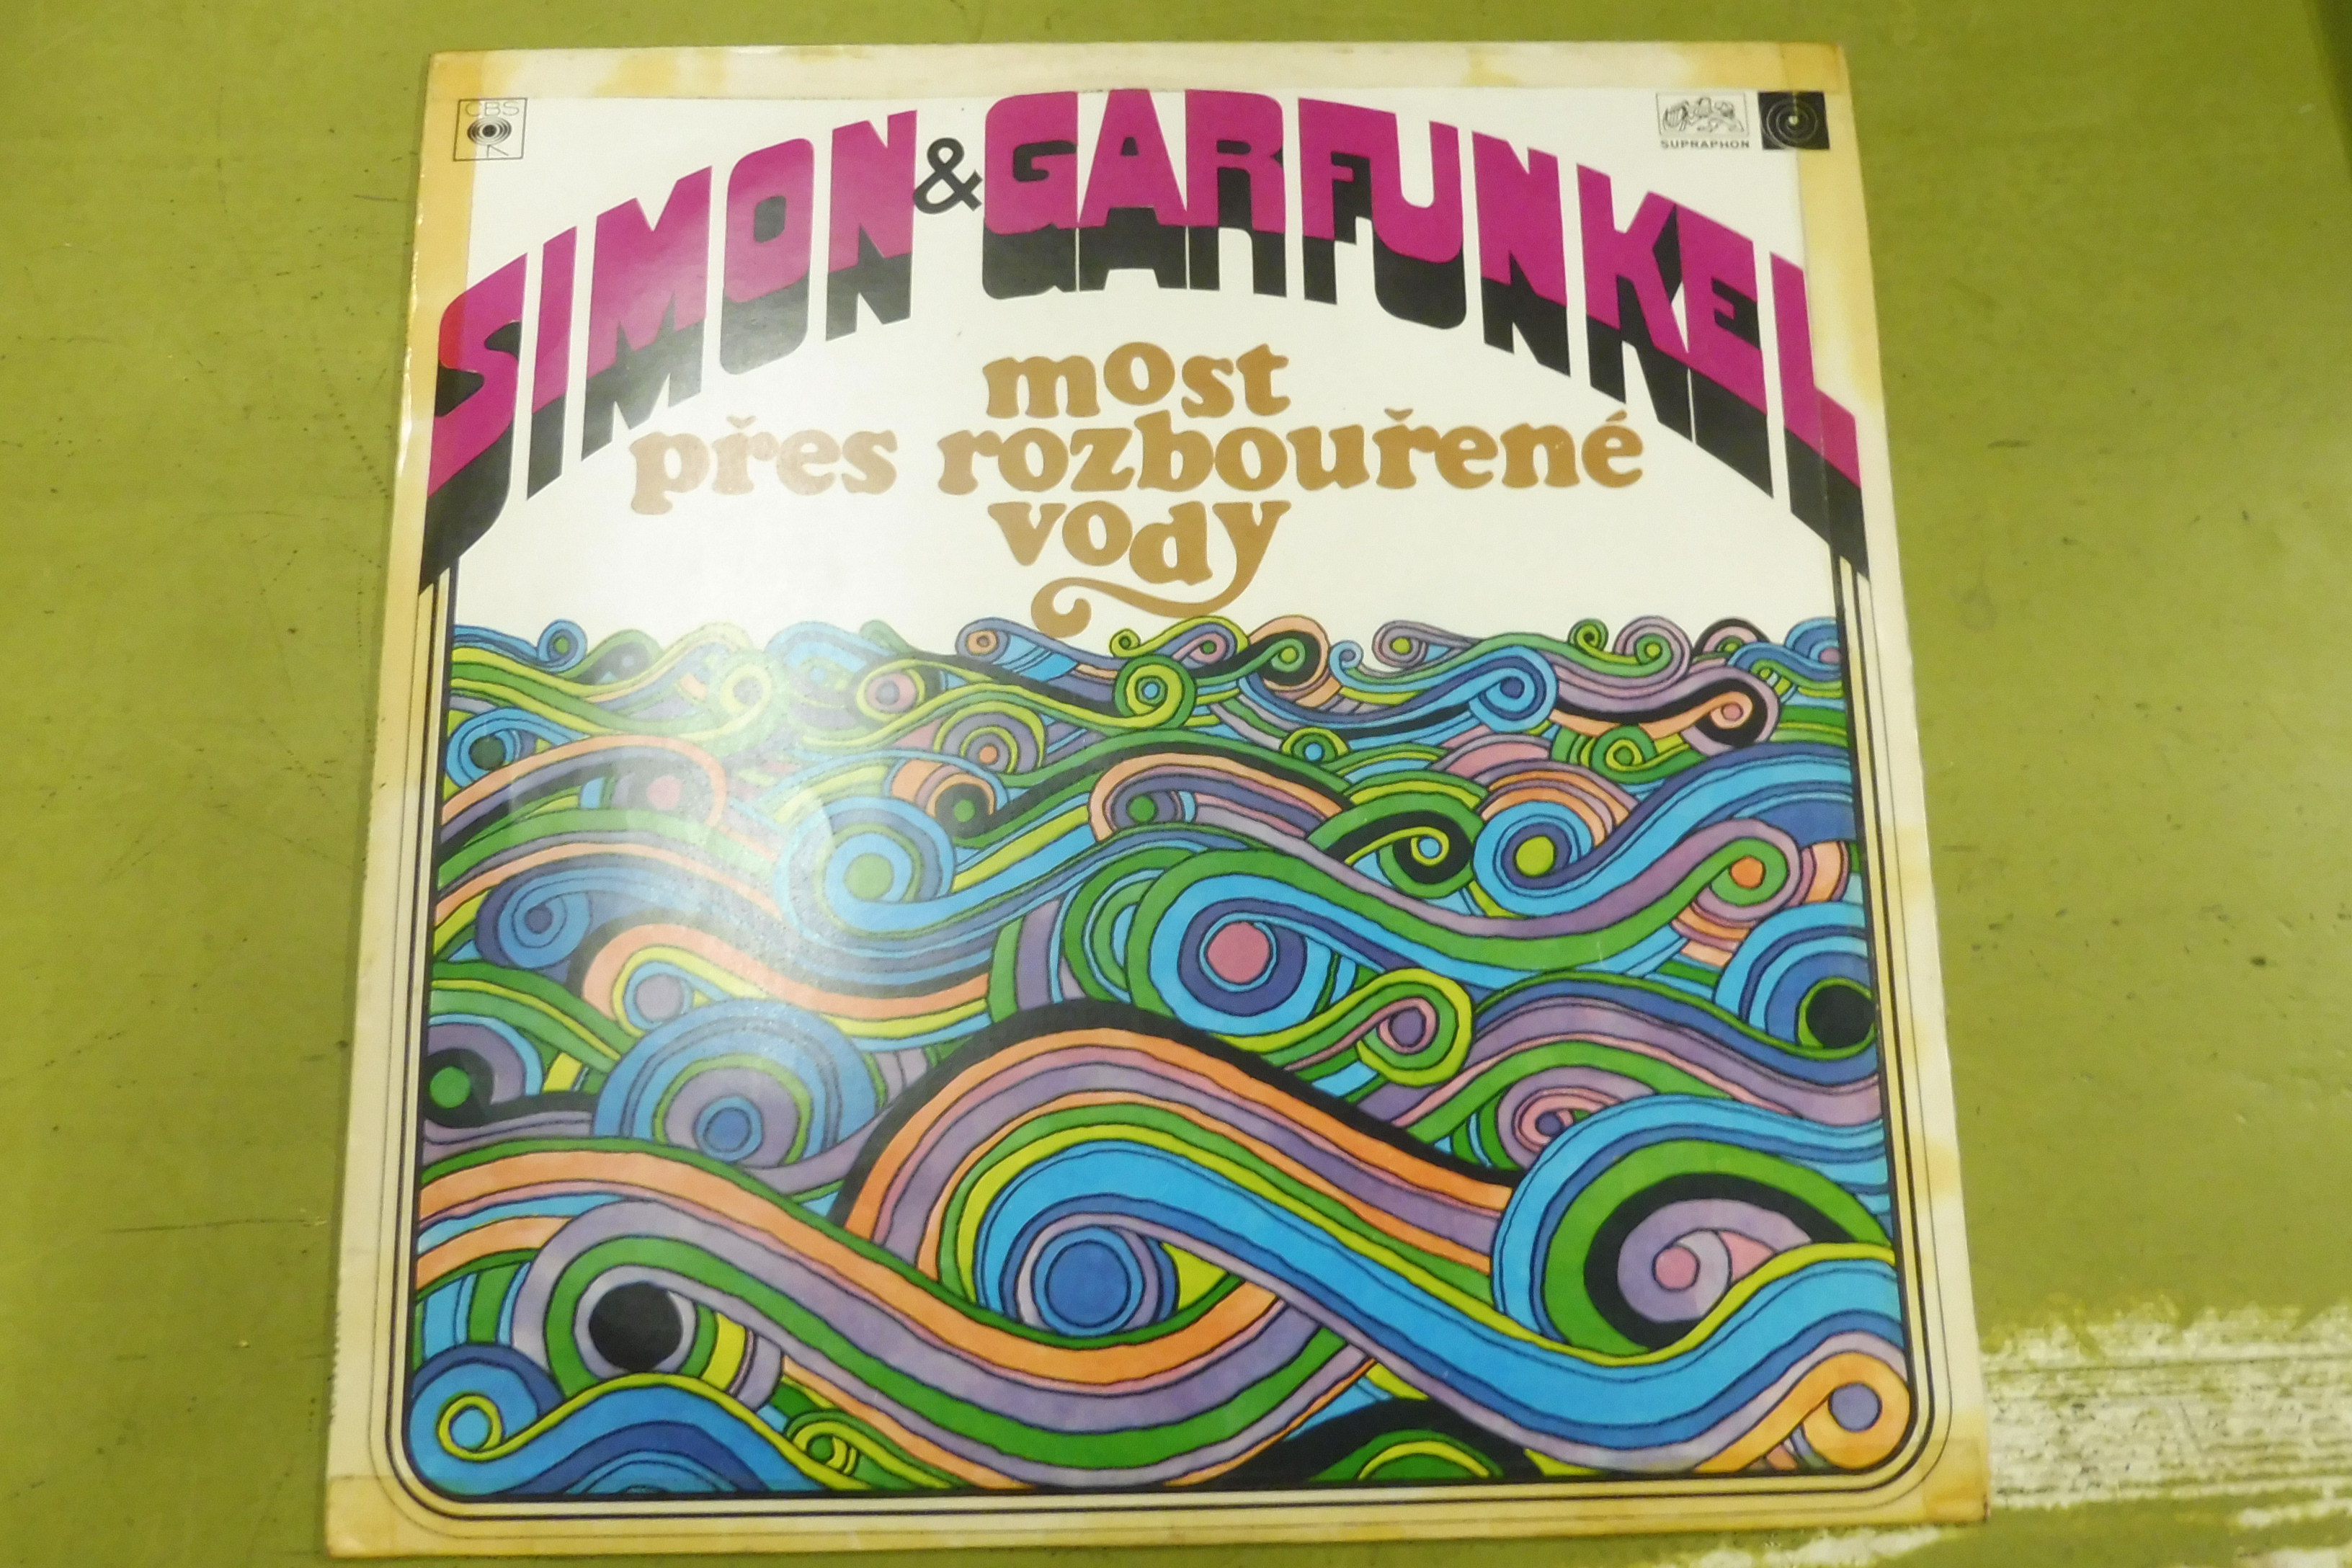 CBS
SUPRAPHON
SIMON & GARFUNKEL
most
přes rozbouřené
vody